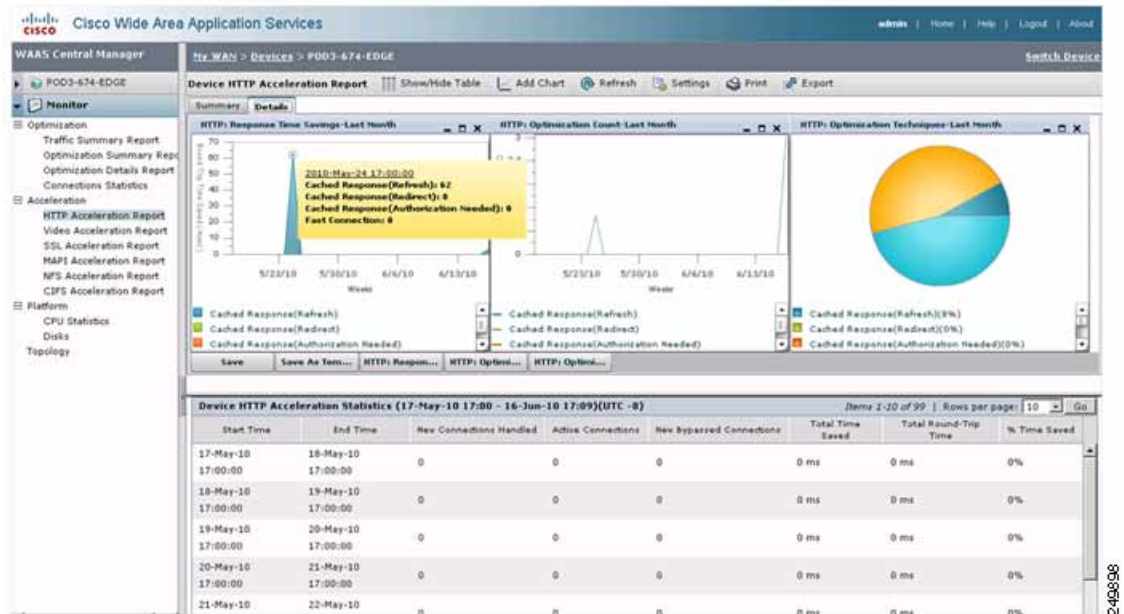 CISCO
Cisco Wide Area Application Services
admin | Home | Help | Logout | About
WAAS Central Manager
My WAN > Devices > POD3-674-EDGE
Switch Device
POD3-674-EDGE
Device HTTP Acceleration Report
Show/Hide Table
Add Chart
Refresh
Settings
Print
Export
Monitor
Summary
Details
Optimization
Traffic Summary Report
Optimization Summary Repo
Optimization Details Report
Connections Statistics
Acceleration
HTTP Acceleration Report
Video Acceleration Report
SSL Acceleration Report
MAPI Acceleration Report
NFS Acceleration Report
CIFS Acceleration Report
Platform
CPU Statistics
Disks
Topology
HTTP: Response Time Savings-Last Month
70
60
50
40
30
20
10
0
2010-May-24 17:00:00
Cached Response(Refresh): 62
Cached Response(Redirect): 0
Cached Response(Authorization Needed): 0
Fast Connection: 0
5/23/10 5/30/10 6/6/10 6/13/10
Weeks
Cached Response(Refresh)
Cached Response(Redirect)
Cached Response(Authorization Needed)
HTTP: Optimization Count-Last Month
3
0
5/23/10 5/30/10 6/6/10 6/13/10
Weeks
Cached Response(Refresh)
Cached Response(Redirect)
Cached Response(Authorization Needed)
HTTP: Optimization Techniques-Last Month
Cached Response(Refresh)(8%)
Cached Response(Redirect)(0%)
Cached Response(Authorization Needed)(0%)
Save
Save As Tem...
HTTP: Respon...
HTTP: Optimi...
HTTP: Optimi...
Device HTTP Acceleration Statistics (17-May-10 17:00 - 16-Jun-10 17:09)(UTC -8)
Items 1-10 of 99 | Rows per page: 10 Go
Start Time End Time New Connections Handled Active Connections New Bypassed Connections Total Time Saved Total Round-Trip Time % Time Saved
17-May-10 17:00:00 18-May-10 17:00:00 0 0 0 0 ms 0 ms 0%
18-May-10 17:00:00 19-May-10 17:00:00 0 0 0 0 ms 0 ms 0%
19-May-10 17:00:00 20-May-10 17:00:00 0 0 0 0 ms 0 ms 0%
20-May-10 17:00:00 21-May-10 17:00:00 0 0 0 0 ms 0 ms 0%
21-May-10 22-May-10 0 0 0 0 ms 0 ms 0%
249898